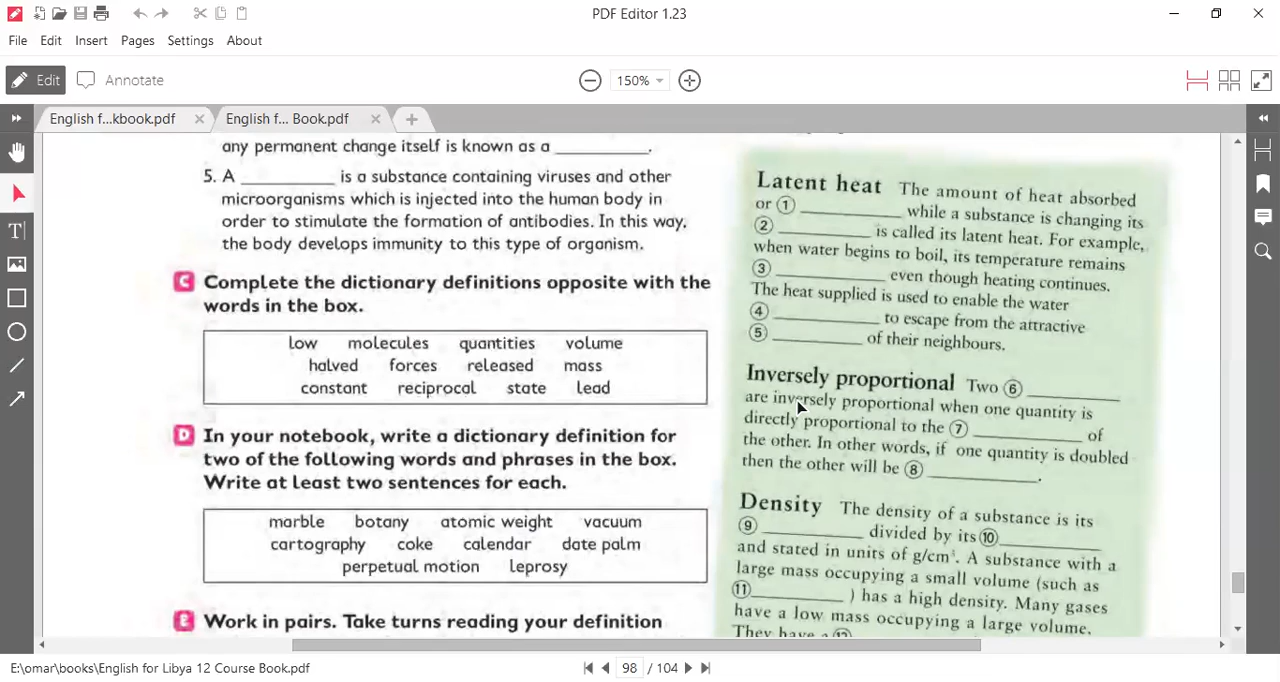 PDF Editor 1.23
File Edit Insert Pages Settings About
Edit Annotate 150%
English f...kbook.pdf English f... Book.pdf
any permanent change itself is known as a __________.
5. A __________ is a substance containing viruses and other
microorganisms which is injected into the human body in
order to stimulate the formation of antibodies. In this way,
the body develops immunity to this type of organism.
C Complete the dictionary definitions opposite with the
words in the box.
low molecules quantities volume
halved forces released mass
constant reciprocal state lead
D In your notebook, write a dictionary definition for
two of the following words and phrases in the box.
Write at least two sentences for each.
marble botany atomic weight vacuum
cartography coke calendar date palm
perpetual motion leprosy
E Work in pairs. Take turns reading your definition
Latent heat The amount of heat absorbed
or ① __________ while a substance is changing its
② __________ is called its latent heat. For example,
when water begins to boil, its temperature remains
③ __________ even though heating continues.
The heat supplied is used to enable the water
④ __________ to escape from the attractive
⑤ __________ of their neighbours.
Inversely proportional Two ⑥ __________
are inversely proportional when one quantity is
directly proportional to the ⑦ __________ of
the other. In other words, if one quantity is doubled
then the other will be ⑧ __________.
Density The density of a substance is its
⑨ __________ divided by its ⑩ __________
and stated in units of g/cm³. A substance with a
large mass occupying a small volume (such as
⑪ __________ ) has a high density. Many gases
have a low mass occupying a large volume.
They have a ⑫
E:\omar\books\English for Libya 12 Course Book.pdf 98 / 104